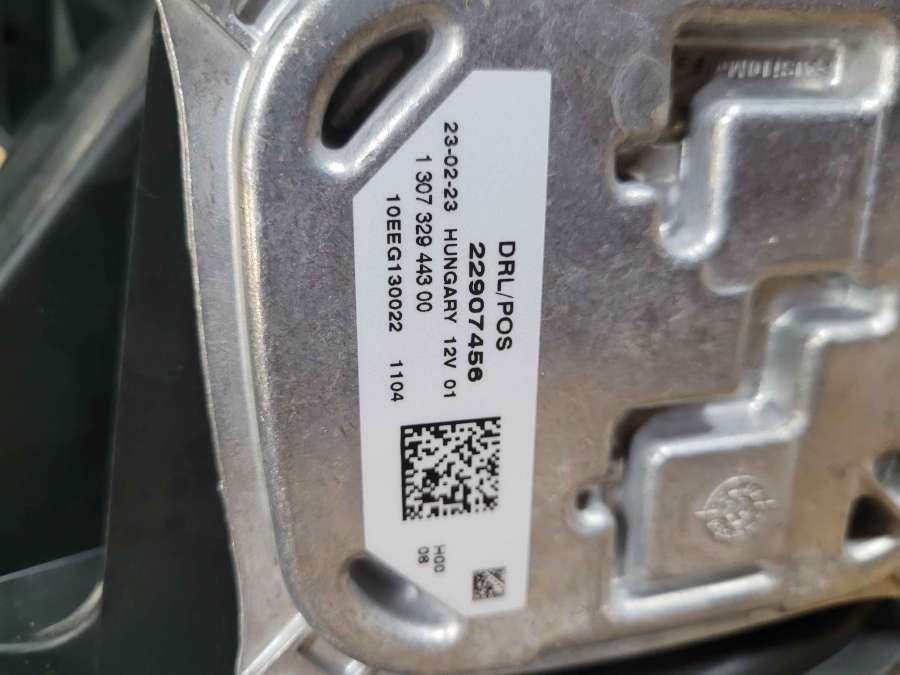 DRL/POS
22907456
23-02-23 HUNGARY 12V 01
1 307 329 443 00
10EEG130022 1104
H00
08